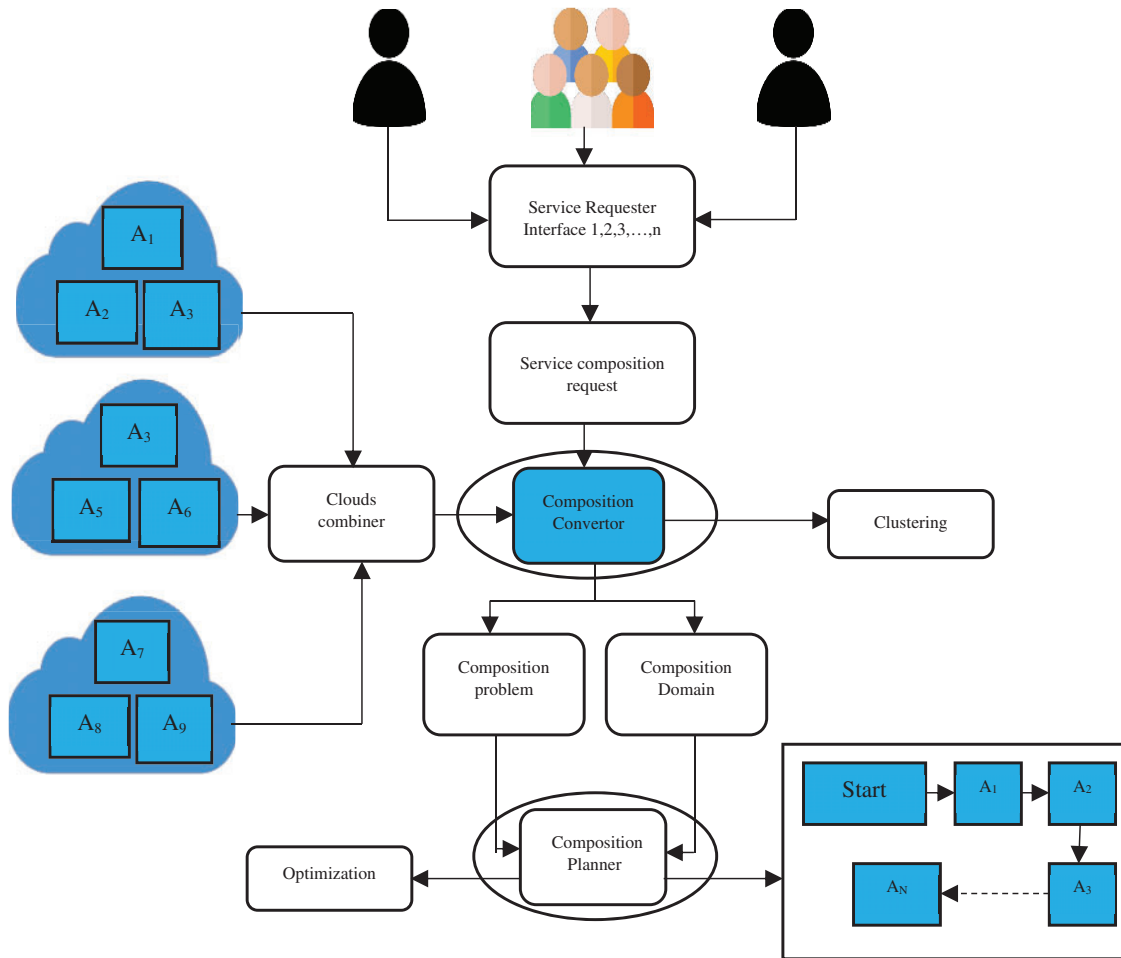 Service Requester
Interface 1,2,3,…,n
A₁
A₂
A₃
Service composition
request
A₃
A₅
A₆
Clouds
combiner
Composition
Convertor
Clustering
A₇
A₈
A₉
Composition
problem
Composition
Domain
Composition
Planner
Optimization
Start
A₁
A₂
A₃
A_N